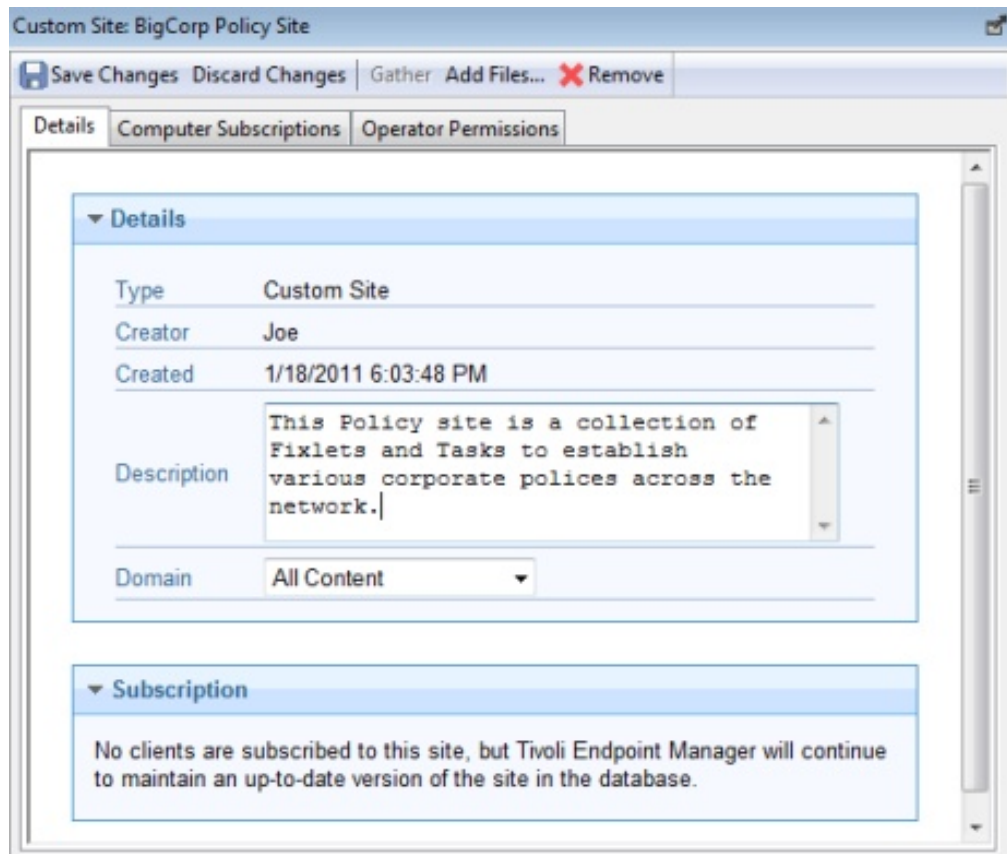 Custom Site: BigCorp Policy Site
Save Changes Discard Changes Gather Add Files... Remove
Details Computer Subscriptions Operator Permissions
Details
Type Custom Site
Creator Joe
Created 1/18/2011 6:03:48 PM
Description This Policy site is a collection of
Fixlets and Tasks to establish
various corporate polices across the
network.
Domain All Content
Subscription
No clients are subscribed to this site, but Tivoli Endpoint Manager will continue
to maintain an up-to-date version of the site in the database.